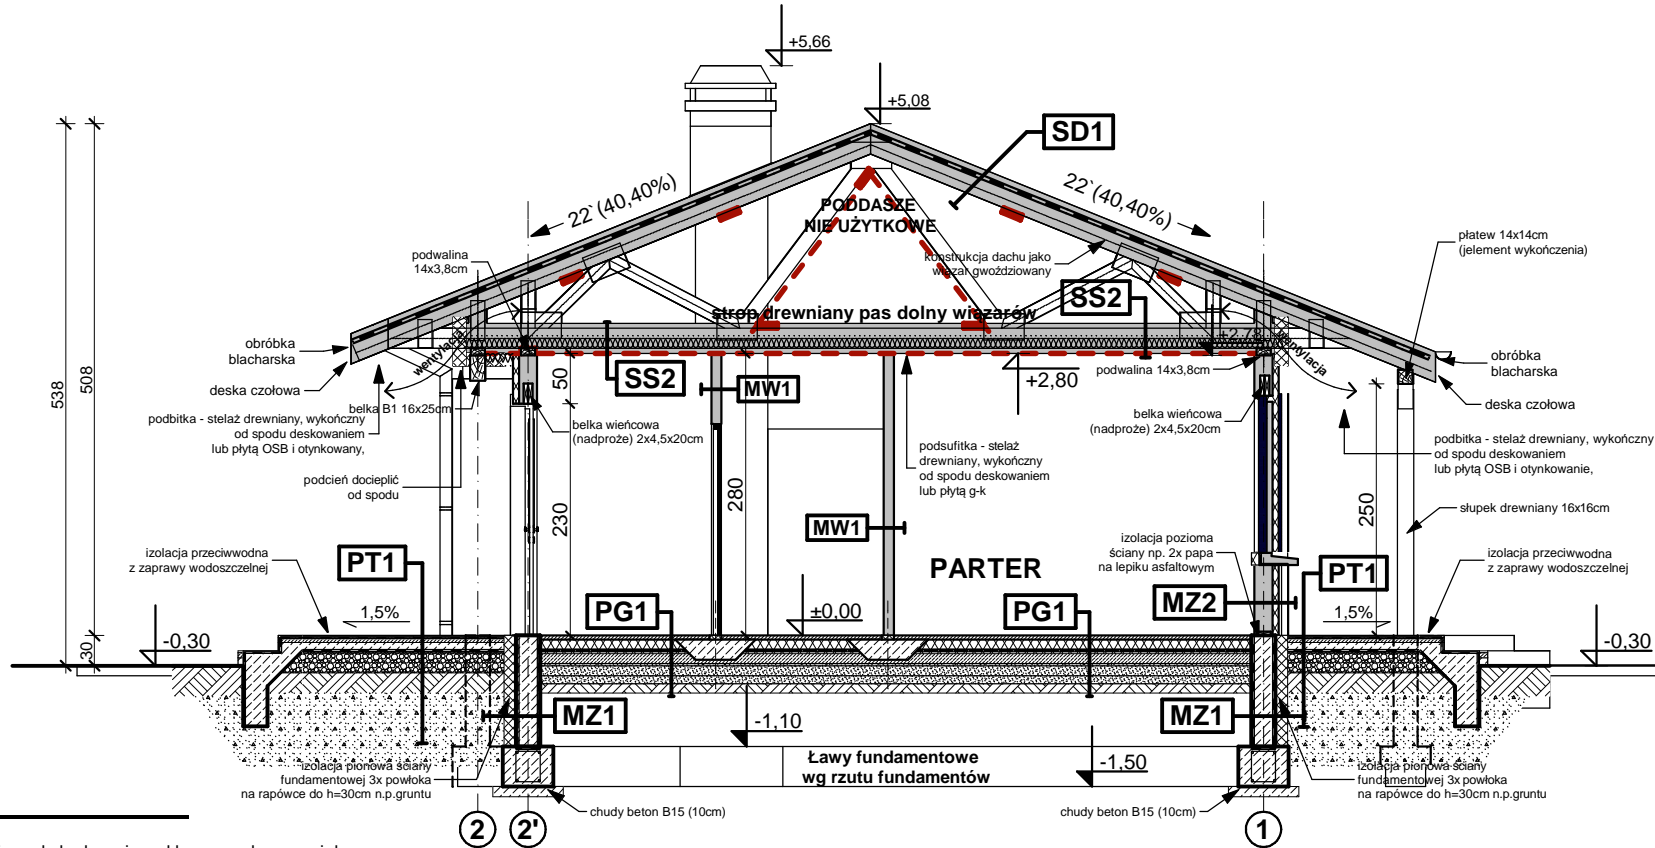 +5,66
+5,08
SD1
22`(40,40%)
22`(40,40%)
PODDASZE
NIE UŻYTKOWE
płatew 14x14cm
(jelement wykończenia)
podwalina
14x3,8cm
konstrukcja dachu jako
wiązar gwoździowany
SS2
strop drewniany pas dolny wiązarów
+2,78
obróbka
blacharska
deska czołowa
wentylacja
wentylacja
obróbka
blacharska
deska czołowa
SS2
MW1
+2,80
podwalina 14x3,8cm
538
508
50
belka B1 16x25cm
podbitka - stelaż drewniany, wykończny
od spodu deskowaniem
lub płytą OSB i otynkowany,
belka wieńcowa
(nadproże) 2x4,5x20cm
podsufitka - stelaż
drewniany, wykończny
od spodu deskowaniem
lub płytą g-k
belka wieńcowa
(nadproże) 2x4,5x20cm
podbitka - stelaż drewniany, wykończny
od spodu deskowaniem
lub płytą OSB i otynkowanie,
podcień docieplić
od spodu
230
280
250
MW1
słupek drewniany 16x16cm
izolacja przeciwwodna
z zaprawy wodoszczelnej
PT1
PARTER
izolacja pozioma
ściany np. 2x papa
na lepiku asfaltowym
PT1
izolacja przeciwwodna
z zaprawy wodoszczelnej
1,5%
PG1
±0,00
PG1
MZ2
1,5%
30
-0,30
-0,30
MZ1
-1,10
MZ1
Ławy fundamentowe
wg rzutu fundamentów
-1,50
izolacja pionowa ściany
fundamentowej 3x powłoka
na rapówce do h=30cm n.p.gruntu
izolacja pionowa ściany
fundamentowej 3x powłoka
na rapówce do h=30cm n.p.gruntu
chudy beton B15 (10cm)
chudy beton B15 (10cm)
2
2'
1